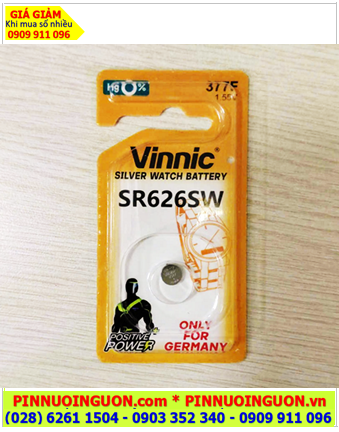 GIÁ GIẢM
Khi mua số nhiều
0909 911 096
Hg 0%
377F
1.55V
Vinnic
SILVER WATCH BATTERY
SR626SW
POSITIVE
POWER
ONLY
FOR
GERMANY
PINNUOINGUON.com * PINNUOINGUON.vn
(028) 6261 1504 - 0903 352 340 - 0909 911 096